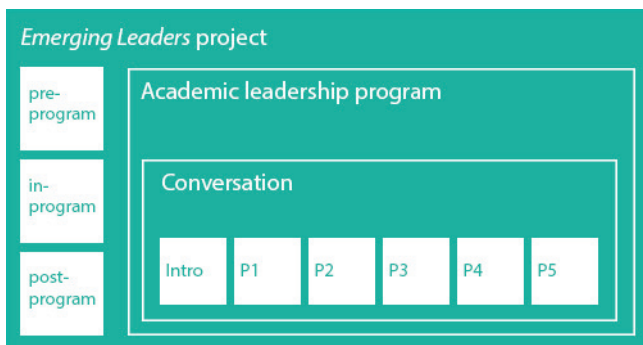 Emerging Leaders project
pre-
program
Academic leadership program
in-
program
Conversation
Intro P1 P2 P3 P4 P5
post-
program